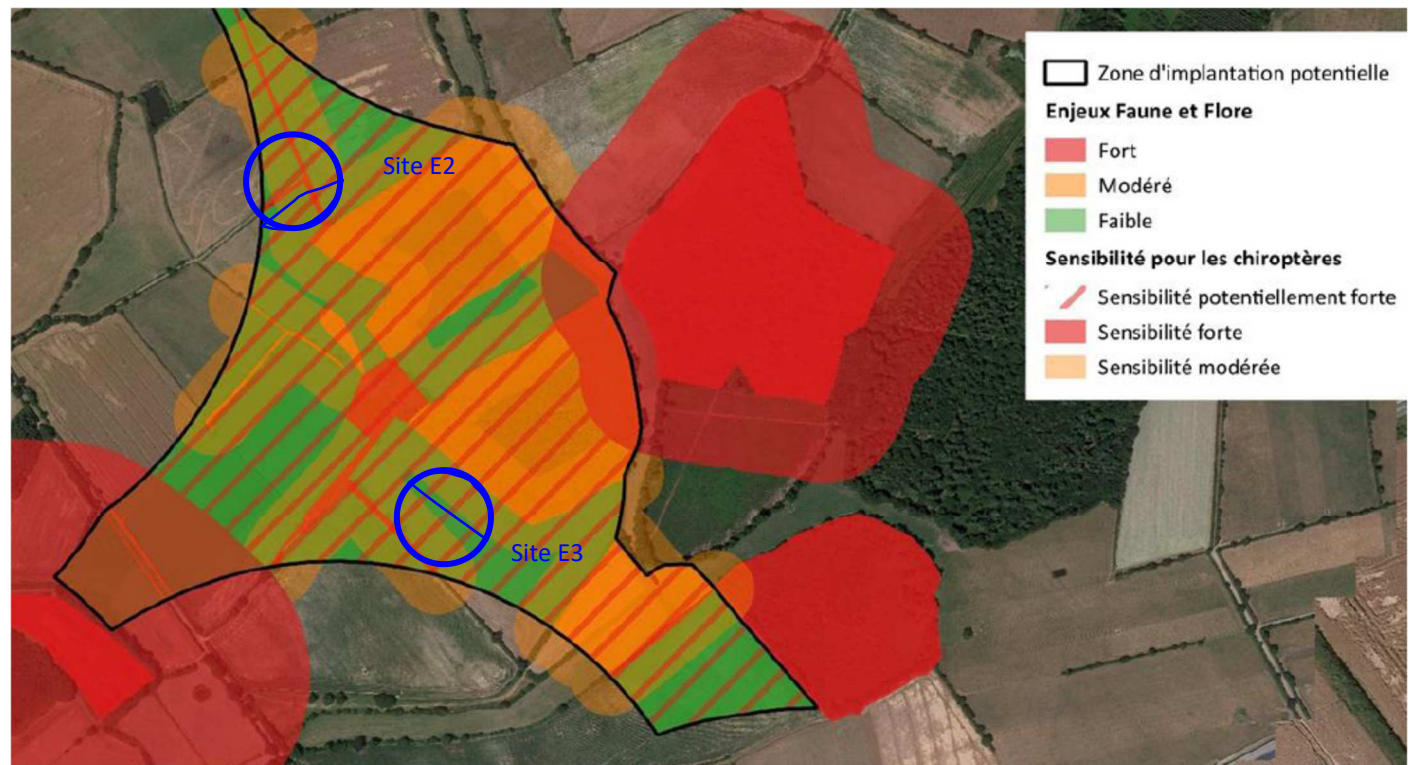 Site E2
Site E3
Zone d'implantation potentielle
Enjeux Faune et Flore
Fort
Modéré
Faible
Sensibilité pour les chiroptères
Sensibilité potentiellement forte
Sensibilité forte
Sensibilité modérée